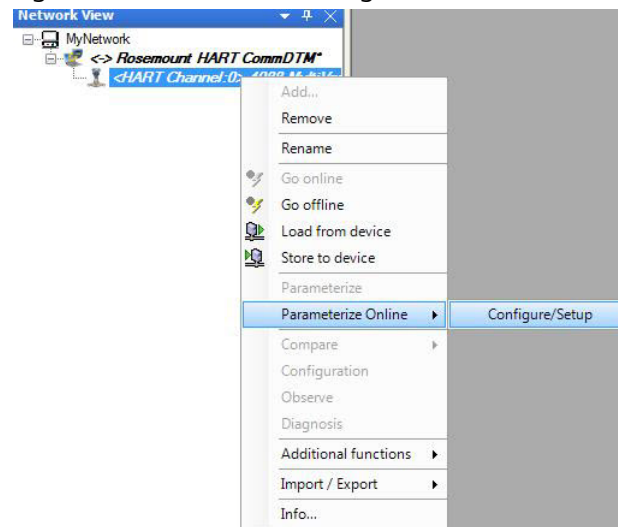 Network View
MyNetwork
<-> Rosemount HART CommDTM*
<HART Channel:0> 4088
Add...
Remove
Rename
Go online
Go offline
Load from device
Store to device
Parameterize
Parameterize Online
Configure/Setup
Compare
Configuration
Observe
Diagnosis
Additional functions
Import / Export
Info...